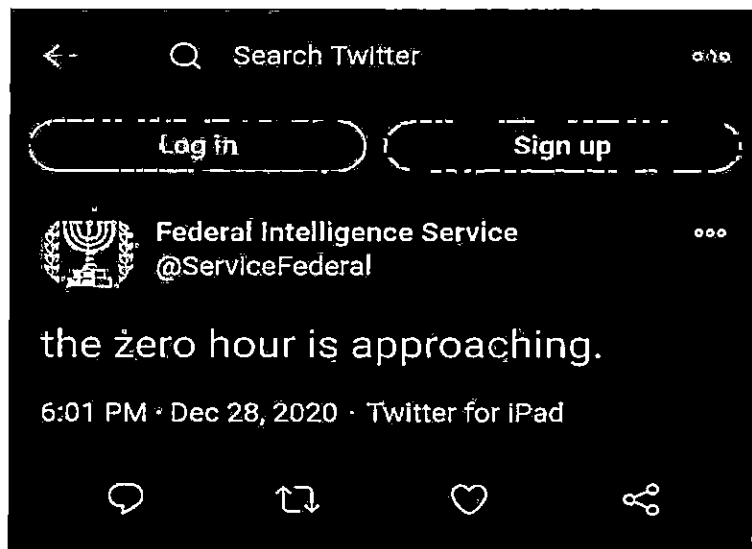 Search Twitter
Log in Sign up
Federal Intelligence Service
@ServiceFederal
the zero hour is approaching.
6:01 PM · Dec 28, 2020 · Twitter for iPad